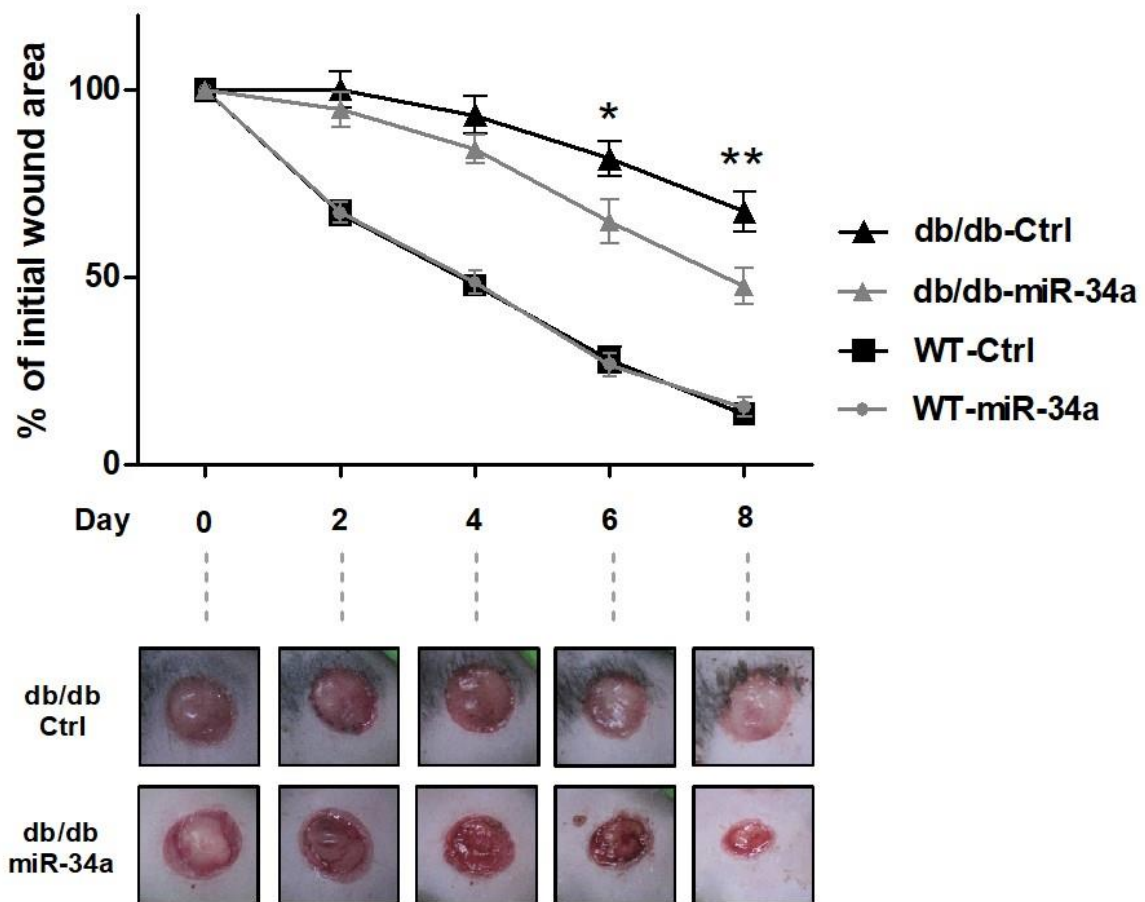 % of initial wound area
100
50
0
*
**
db/db-Ctrl
db/db-miR-34a
WT-Ctrl
WT-miR-34a
Day 0 2 4 6 8
db/db
Ctrl
db/db
miR-34a